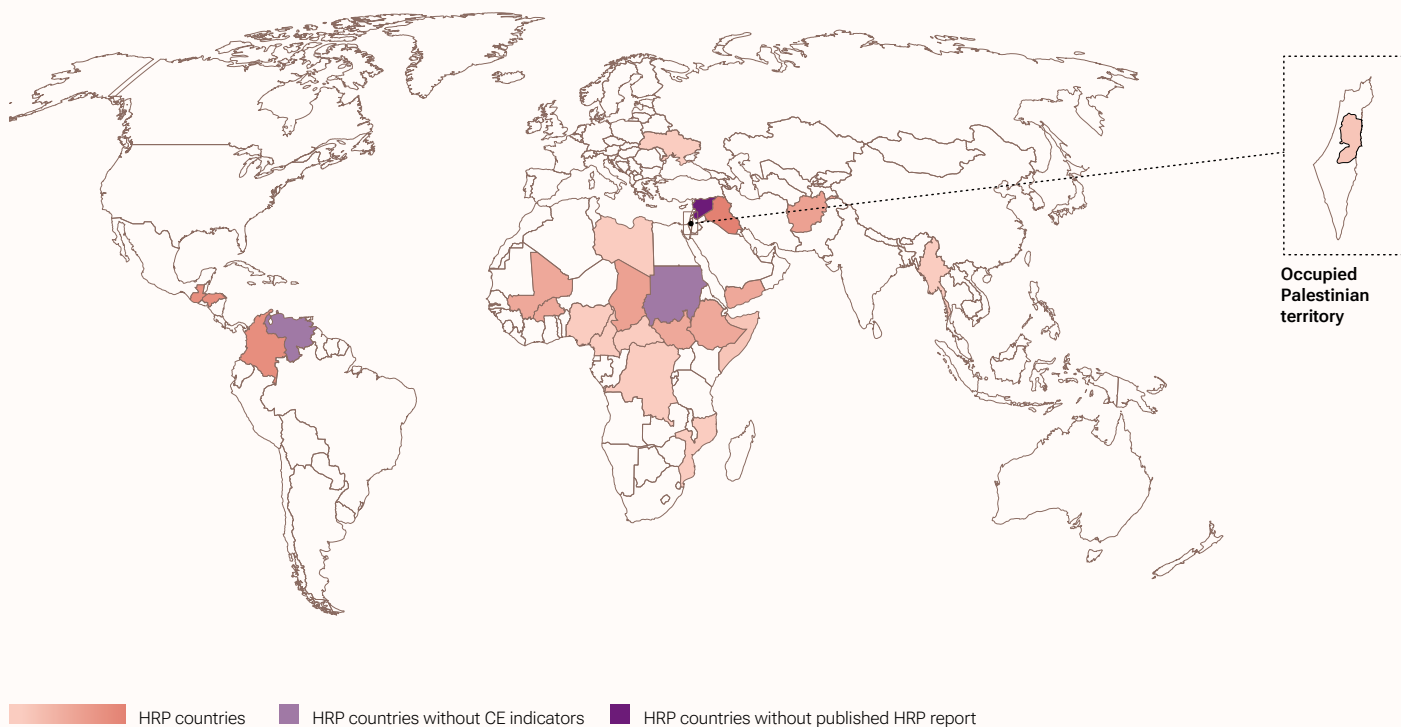 Occupied
Palestinian
territory
HRP countries
HRP countries without CE indicators
HRP countries without published HRP report